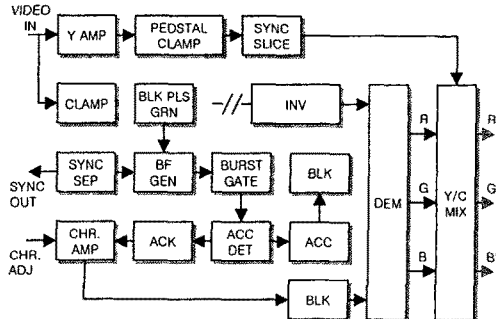 VIDEO
IN
Y AMP
PEDSTAL
CLAMP
SYNC
SLICE
CLAMP
BLK PLS
GRN
INV
SYNC
SEP
BF
GEN
BURST
GATE
BLK
DEM
Y/C
MIX
R
R
G
G
B
B
SYNC
OUT
CHR.
AMP
ACK
ACC
DET
ACC
CHR.
ADJ
BLK